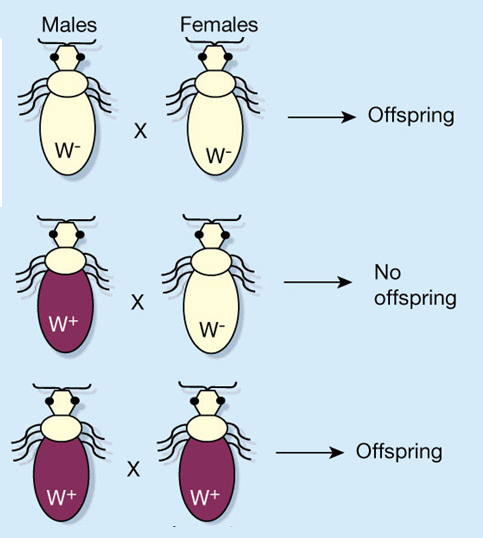 Males Females
W- X W- Offspring
W+ X W- No
offspring
W+ X W+ Offspring